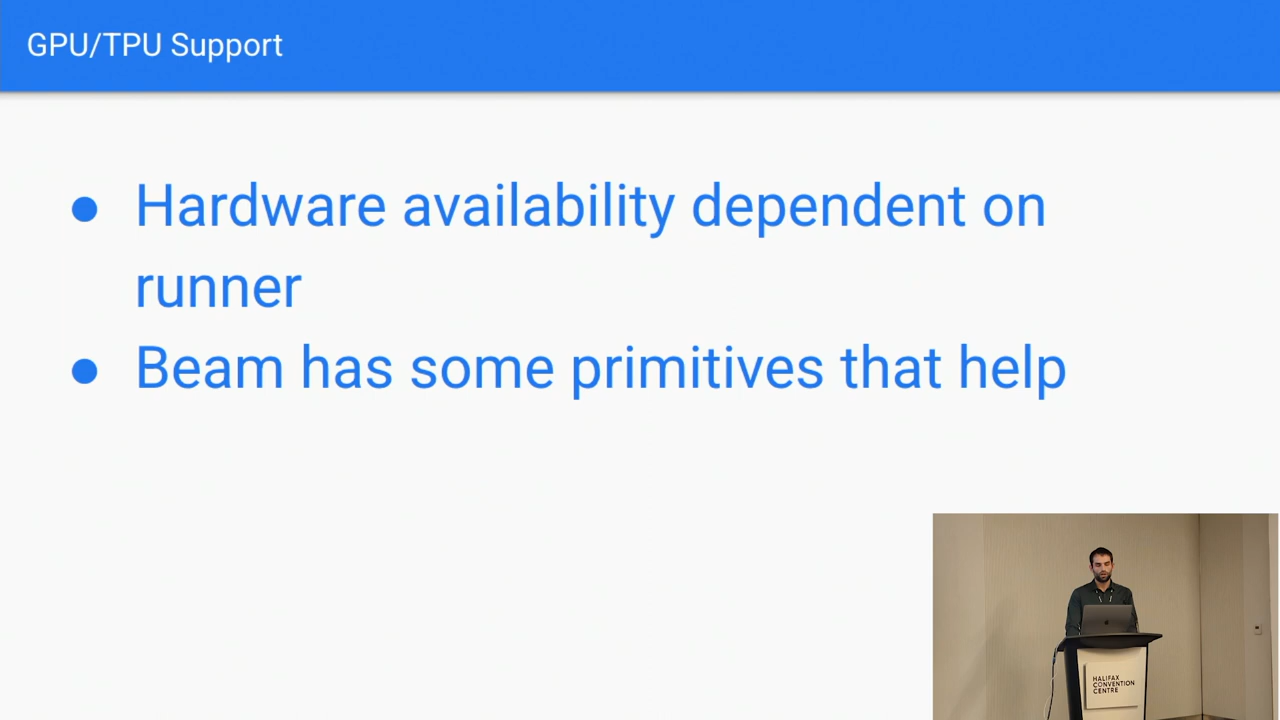 GPU/TPU Support
● Hardware availability dependent on
runner
● Beam has some primitives that help
HALIFAX
CONVENTION
CENTRE